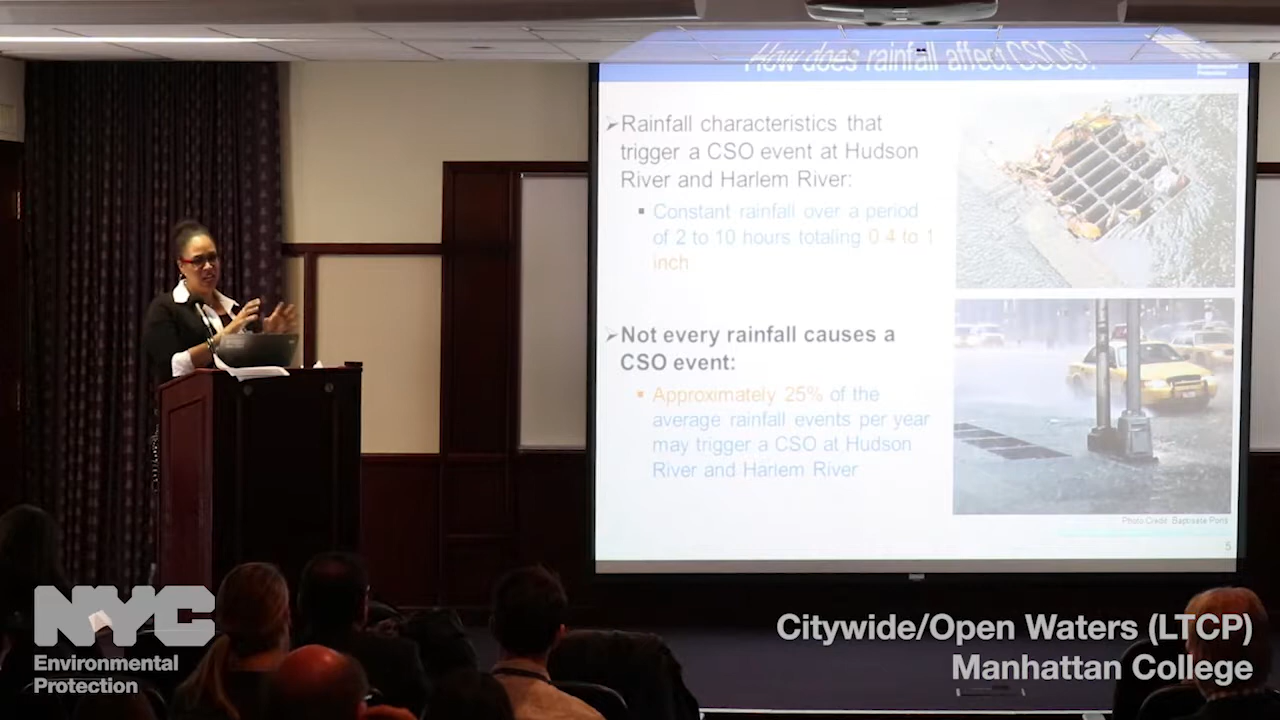 How does rainfall affect CSOs?
Protection
➢Rainfall characteristics that
trigger a CSO event at Hudson
River and Harlem River:
▪ Constant rainfall over a period
of 2 to 10 hours totaling 0.4 to 1
inch
➢Not every rainfall causes a
CSO event:
▪ Approximately 25% of the
average rainfall events per year
may trigger a CSO at Hudson
River and Harlem River
Photo Credit: Baptiste Pons
5
NYC
Environmental
Protection
Citywide/Open Waters (LTCP)
Manhattan College